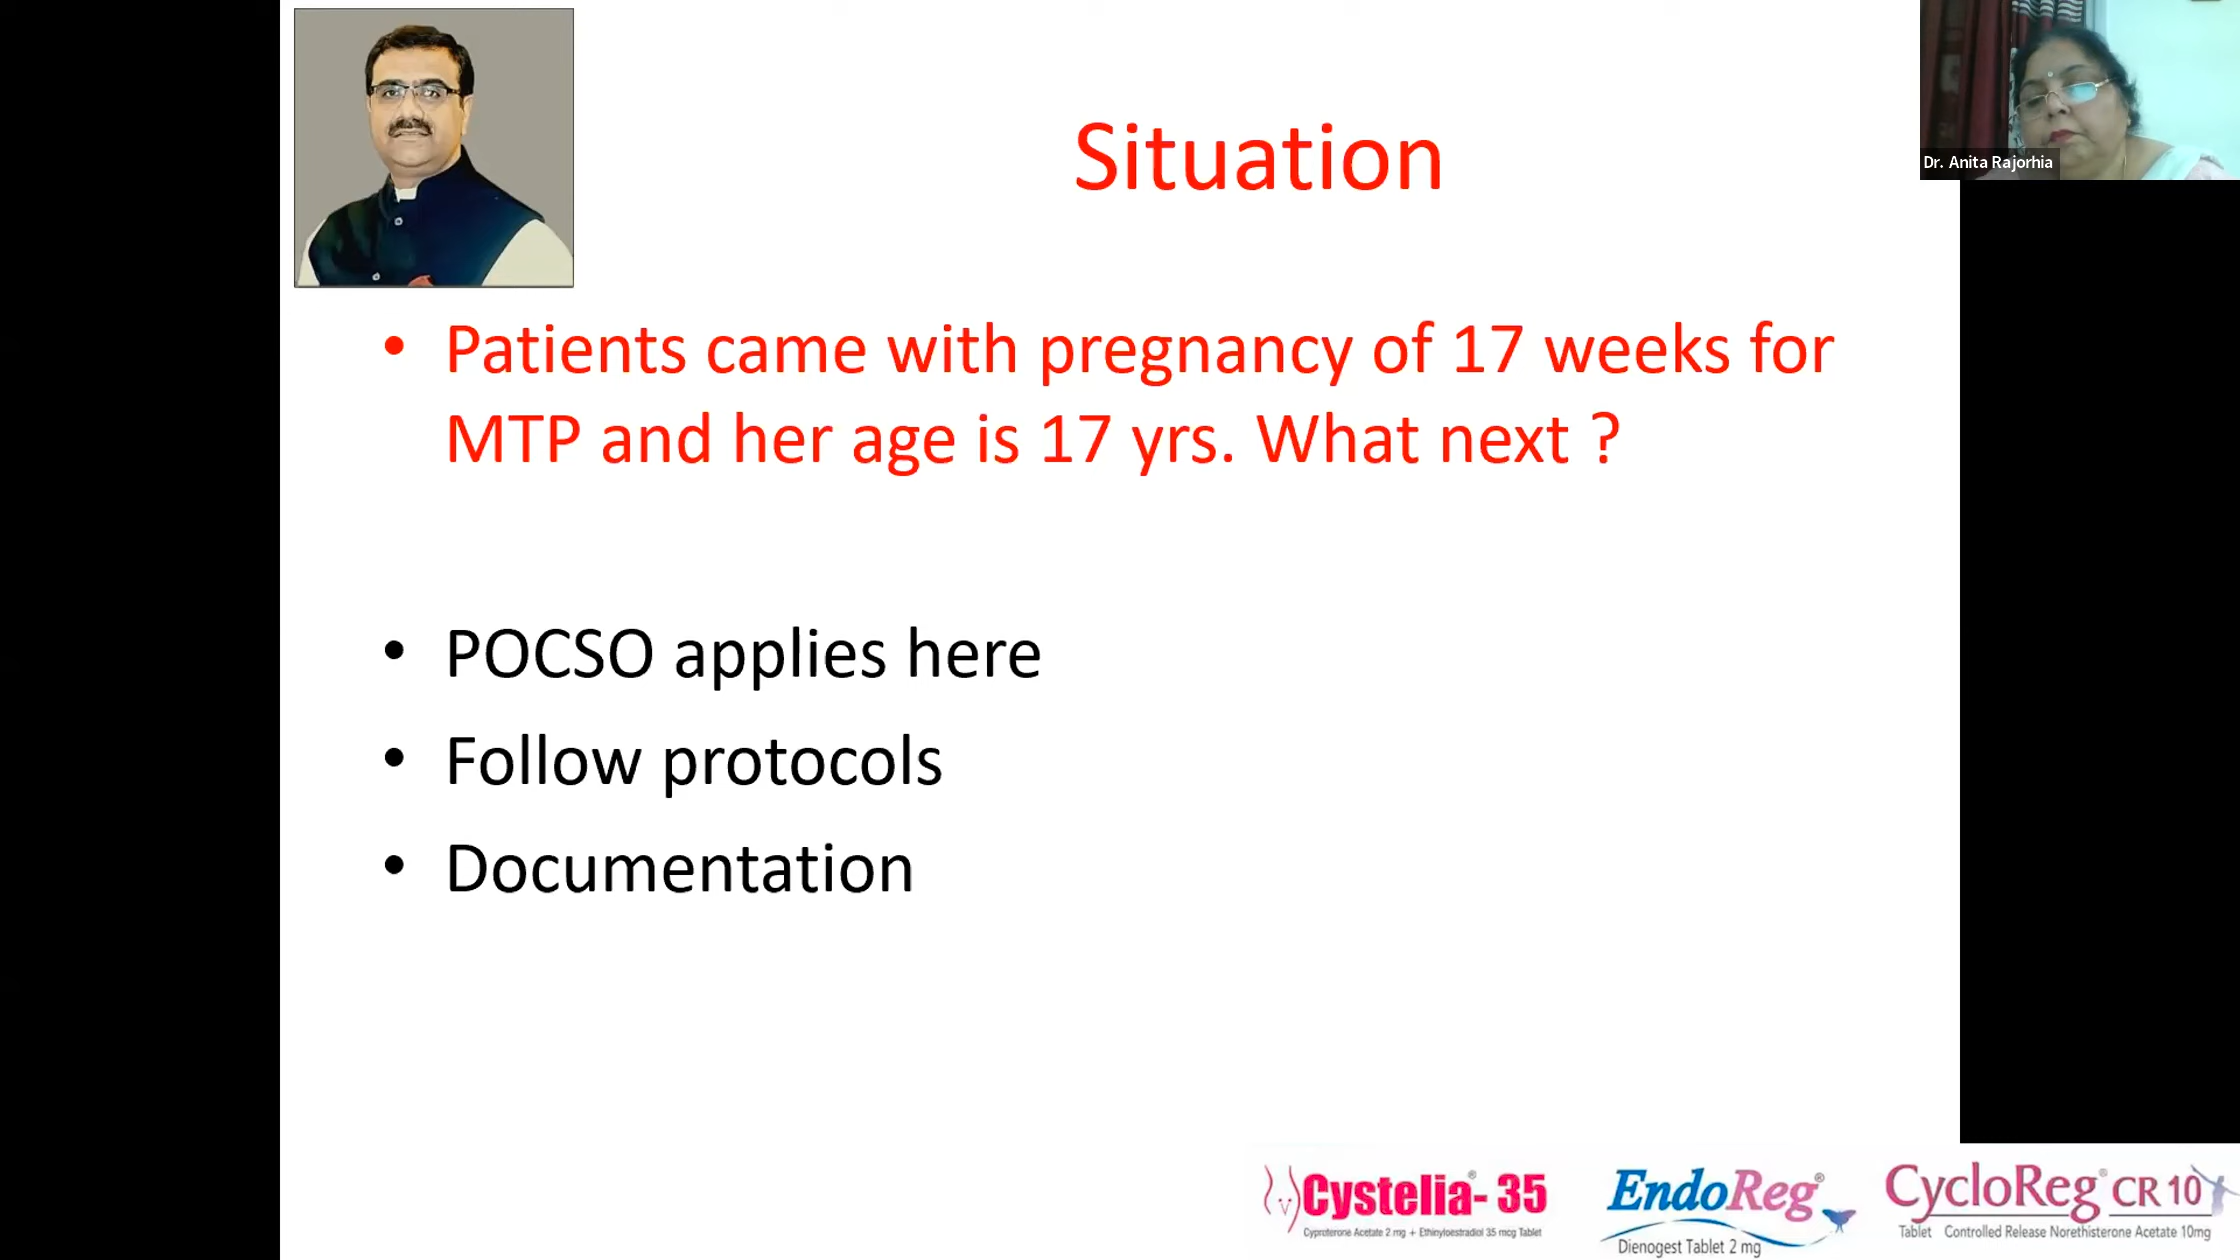 Situation
Dr. Anita Rajorhia
• Patients came with pregnancy of 17 weeks for
MTP and her age is 17 yrs. What next ?
• POCSO applies here
• Follow protocols
• Documentation
Cystelia®- 35
Cyproterone Acetate 2 mg + Ethinyloestradiol 35 mcg Tablet
EndoReg®
Dienogest Tablet 2 mg
CycloReg® CR 10
Tablet Controlled Release Norethisterone Acetate 10mg